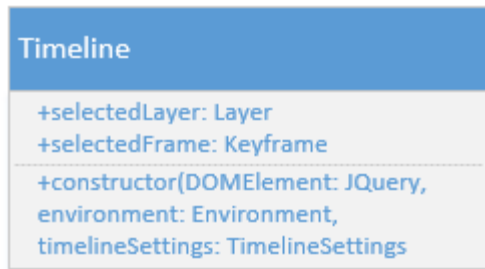 Timeline
+selectedLayer: Layer
+selectedFrame: Keyframe
+constructor(DOMElement: JQuery,
environment: Environment,
timelineSettings: TimelineSettings